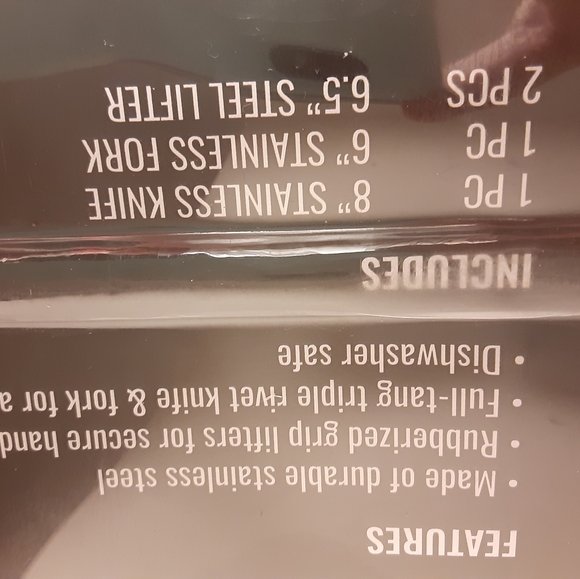 FEATURES
• Made of durable stainless steel
• Rubberized grip lifters for secure hand
• Full-tang triple rivet knife & fork for a
• Dishwasher safe
INCLUDES
1 PC 8" STAINLESS KNIFE
1 PC 6" STAINLESS FORK
2 PCS 6.5" STEEL LIFTER